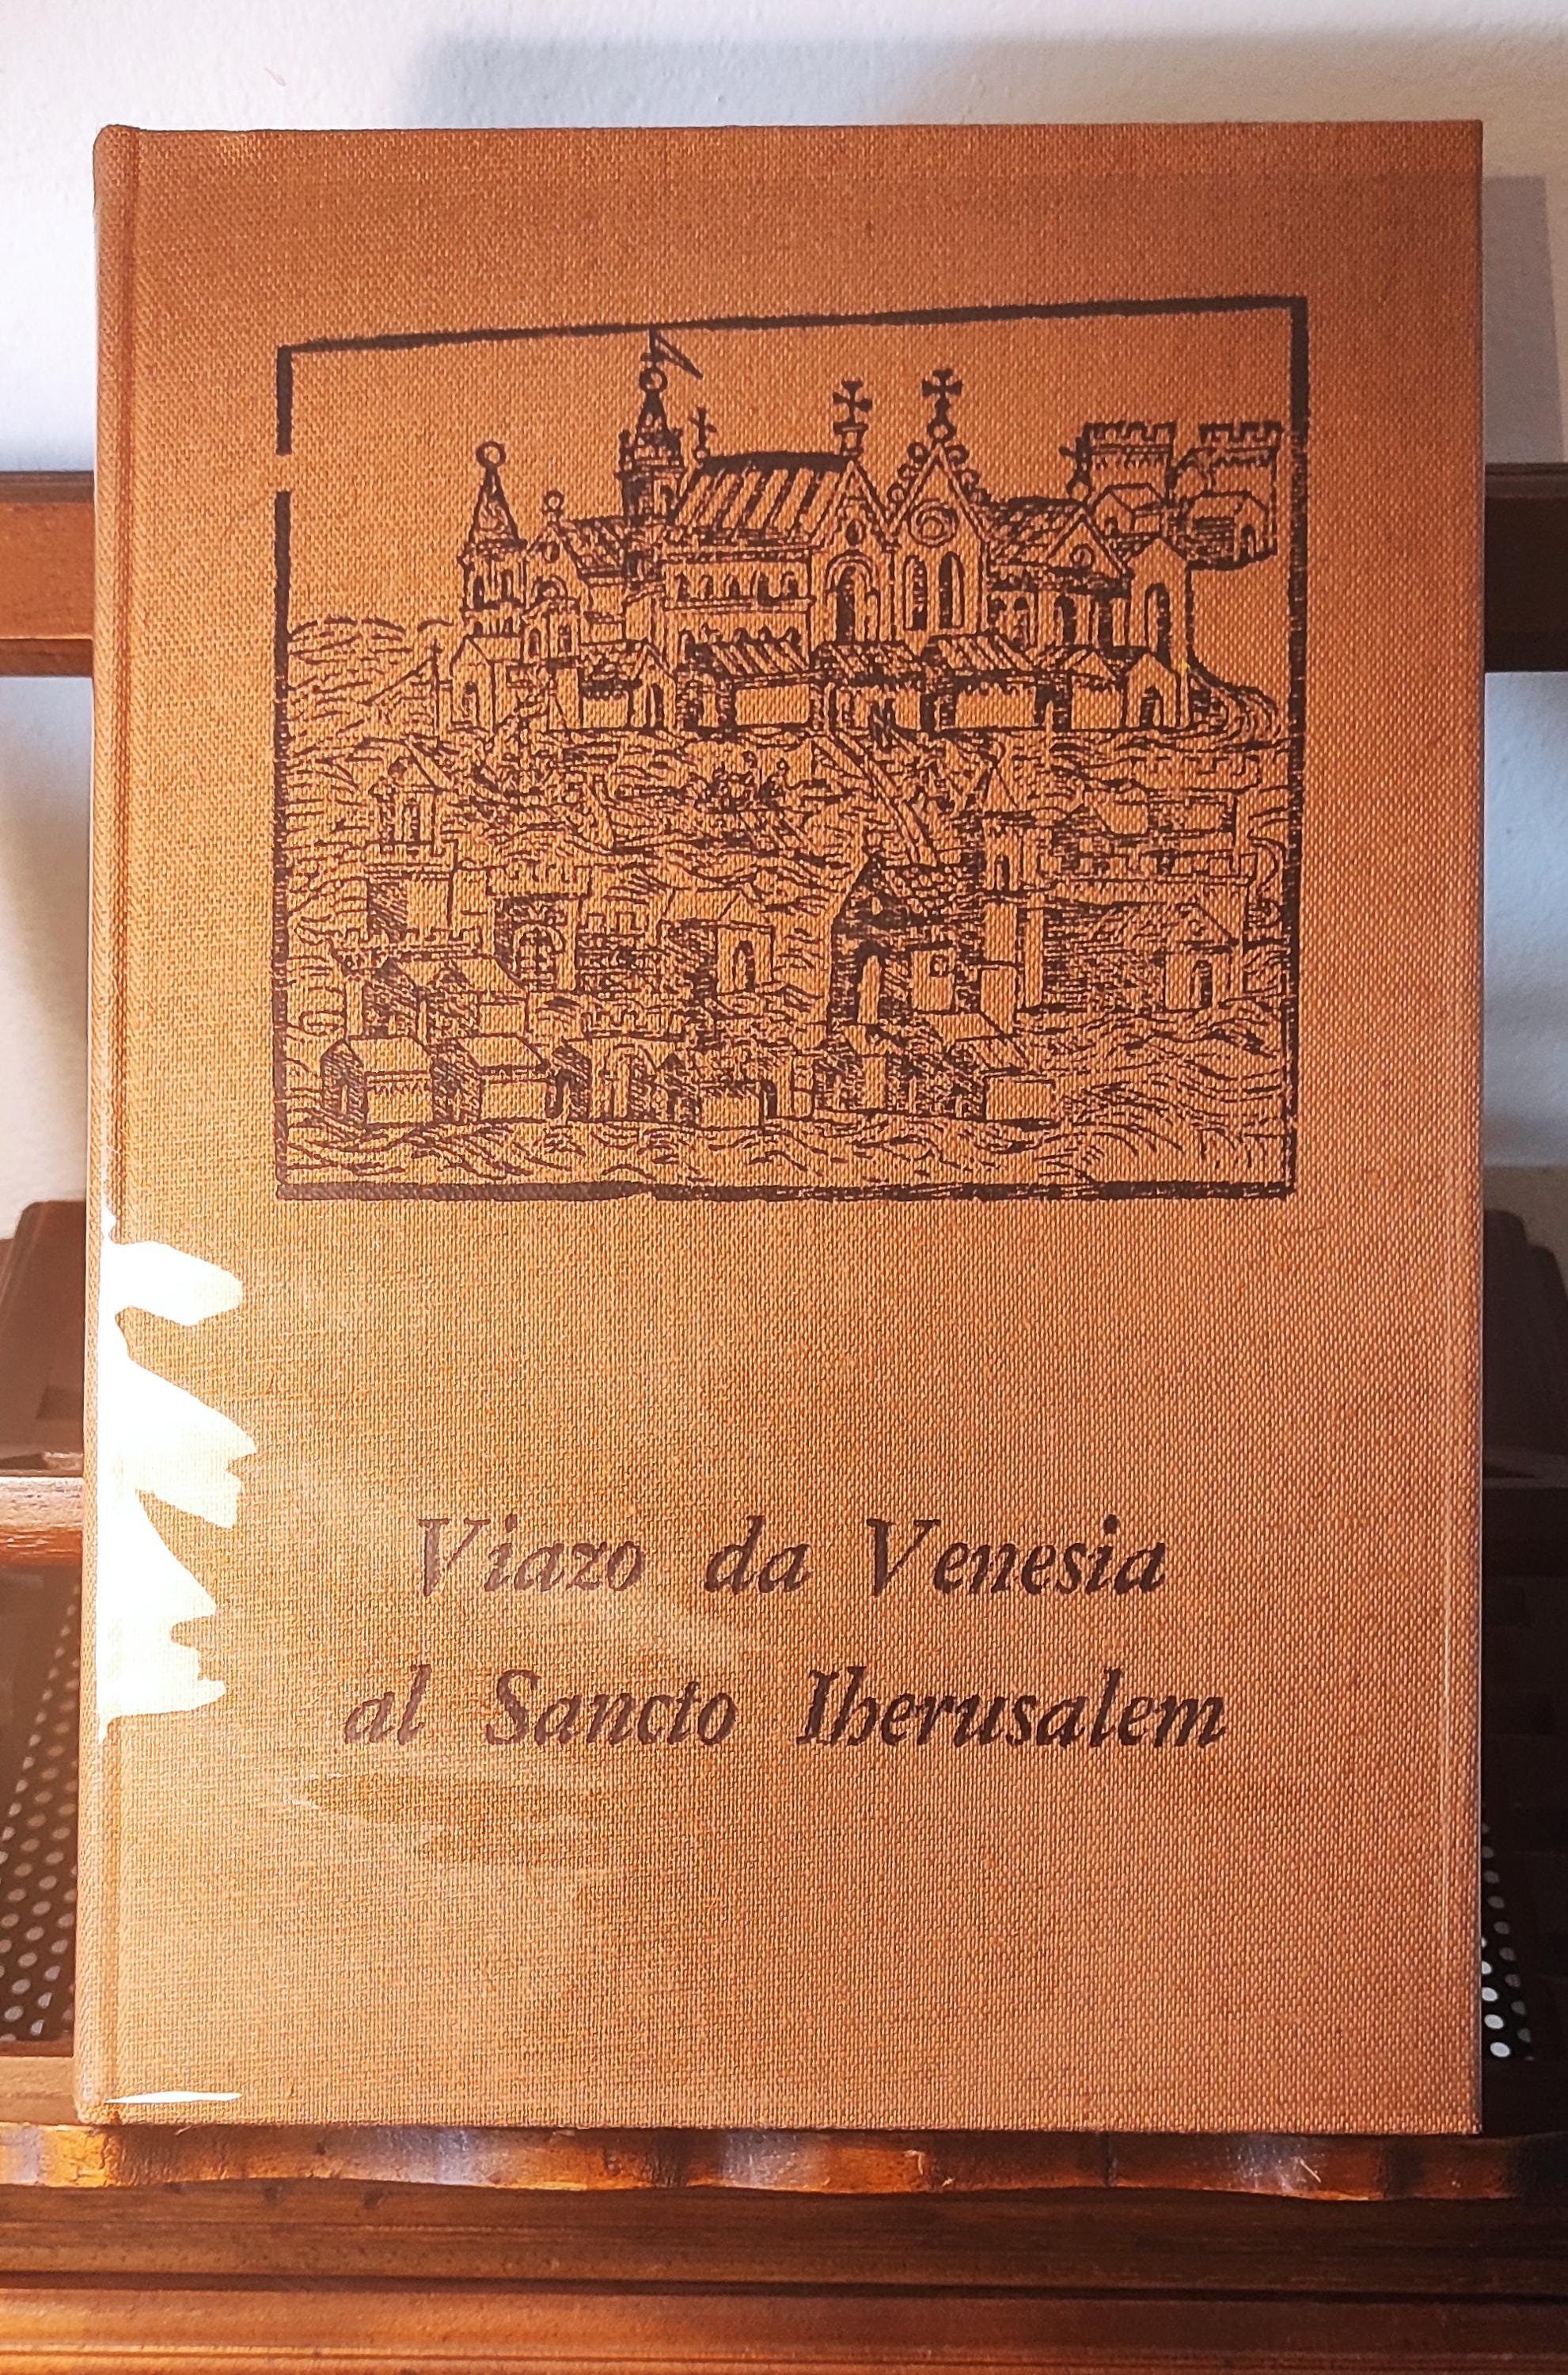 Viazo da Venesia
al Sancto Iherusalem